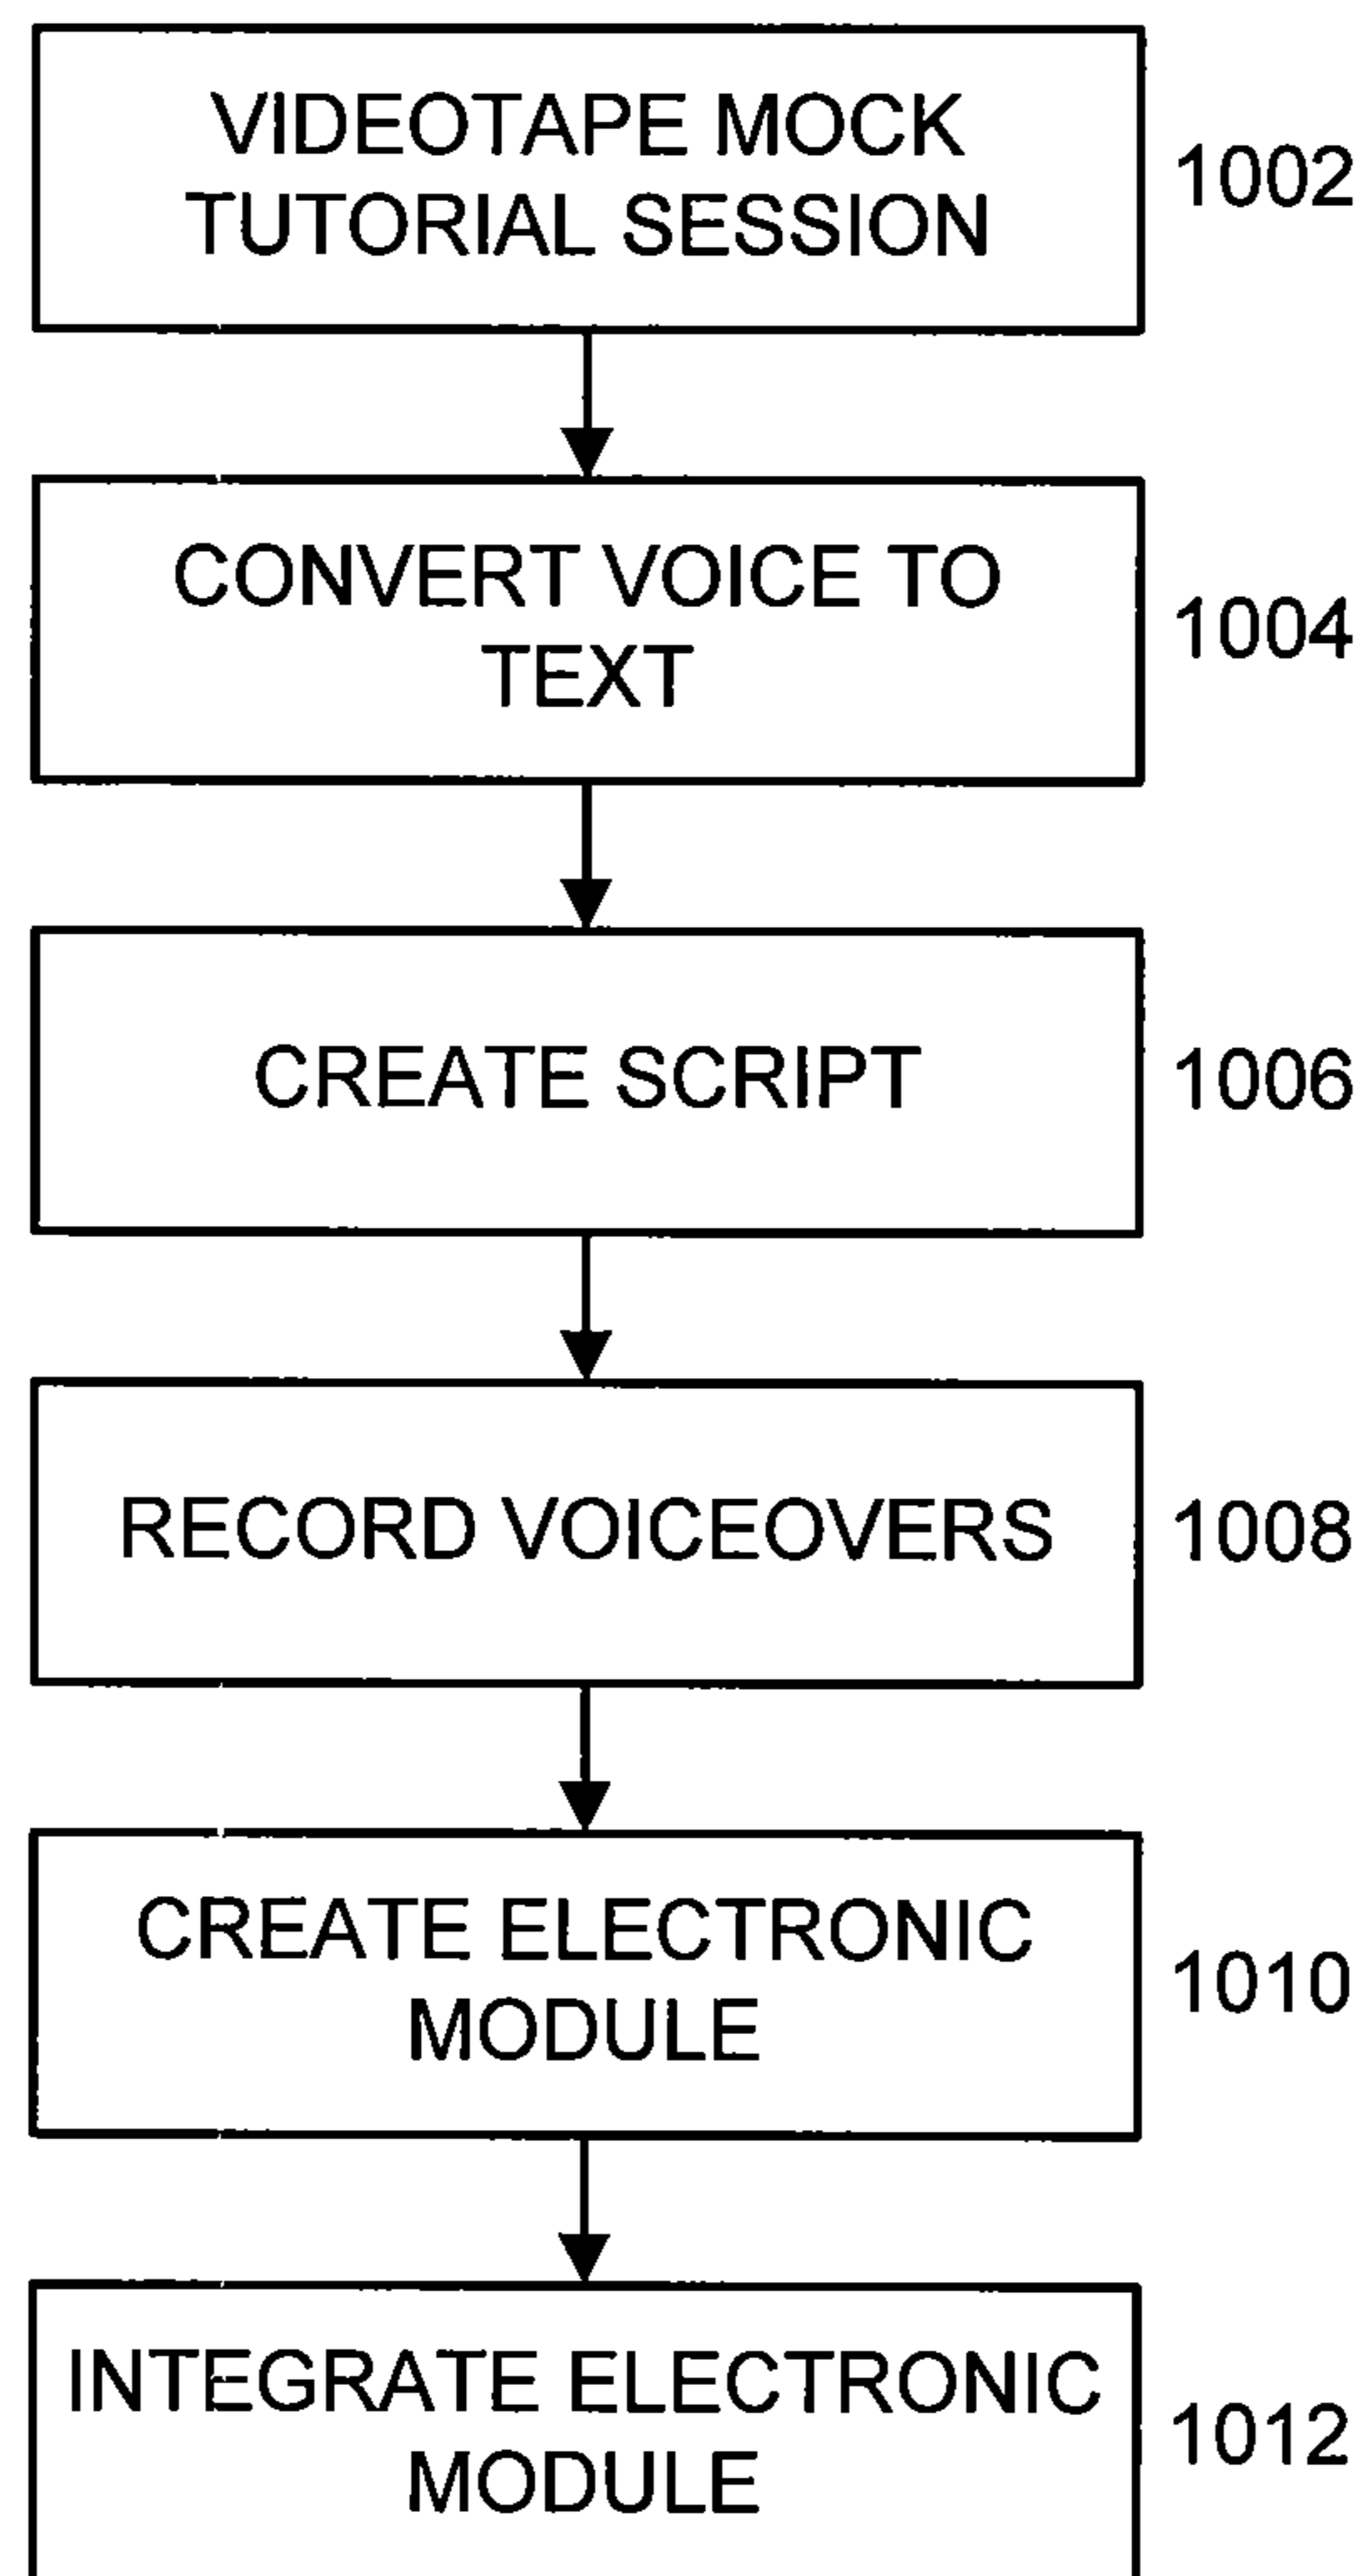 VIDEOTAPE MOCK
TUTORIAL SESSION
1002
CONVERT VOICE TO
TEXT
1004
CREATE SCRIPT
1006
RECORD VOICEOVERS
1008
CREATE ELECTRONIC
MODULE
1010
INTEGRATE ELECTRONIC
MODULE
1012